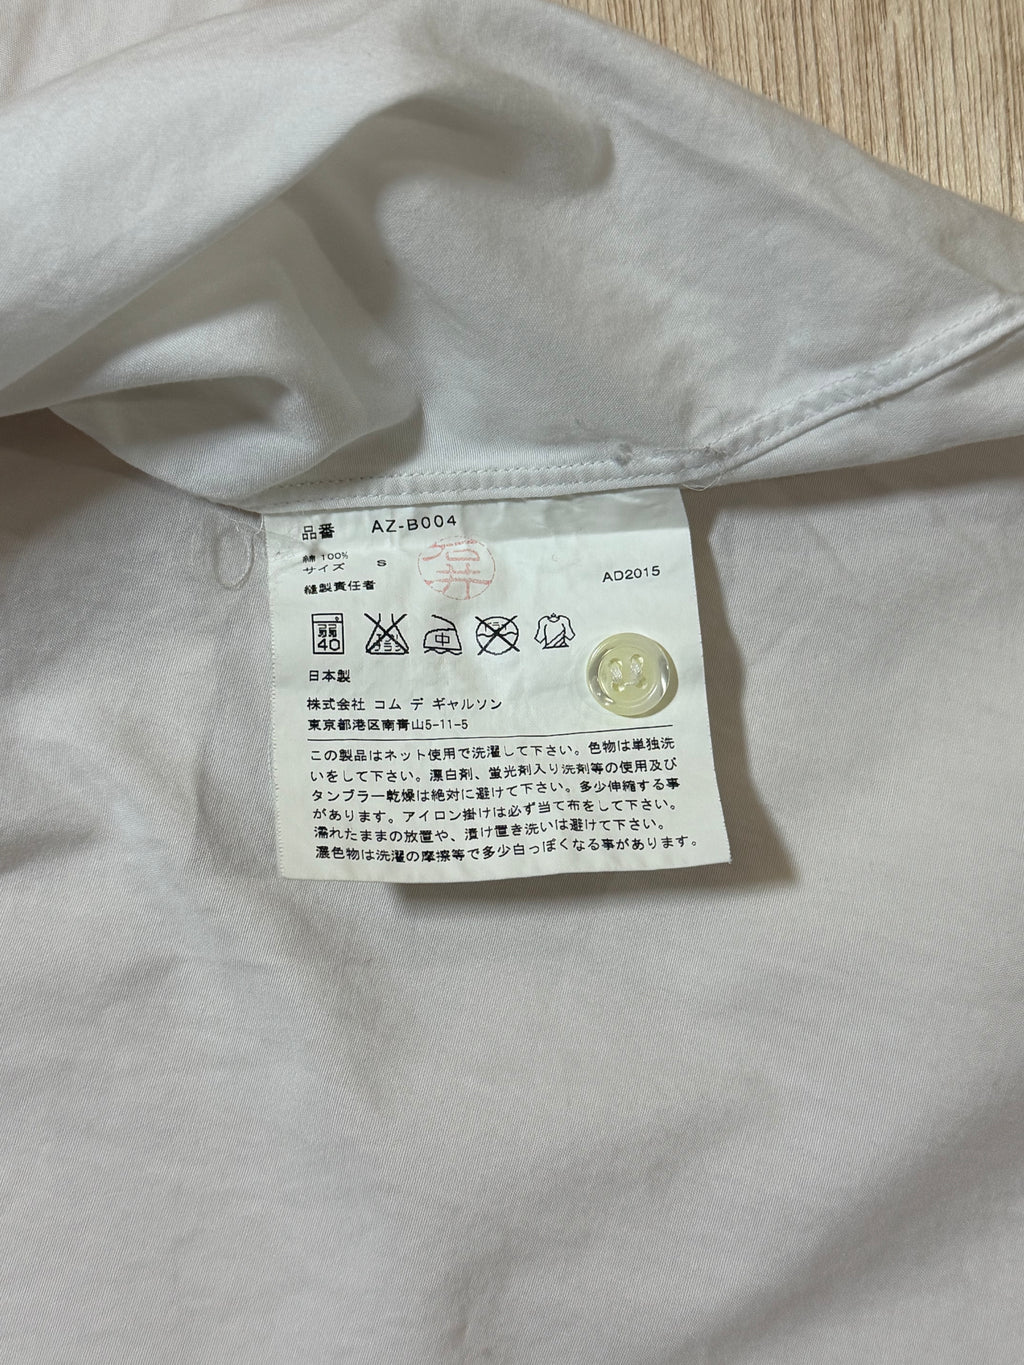 品番 AZ-B004
綿 100%
サイズ S
縫製責任者
AD2015
弱 40
中
日本製
株式会社 コム デ ギャルソン
東京都港区南青山5-11-5
この製品はネット使用で洗濯して下さい。色物は単独洗
いをして下さい。漂白剤、蛍光剤入り洗剤等の使用及び
タンブラー乾燥は絶対に避けて下さい。多少伸縮する事
があります。アイロン掛けは必ず当て布をして下さい。
濡れたままの放置や、漬け置き洗いは避けて下さい。
濃色物は洗濯の摩擦等で多少白っぽくなる事があります。